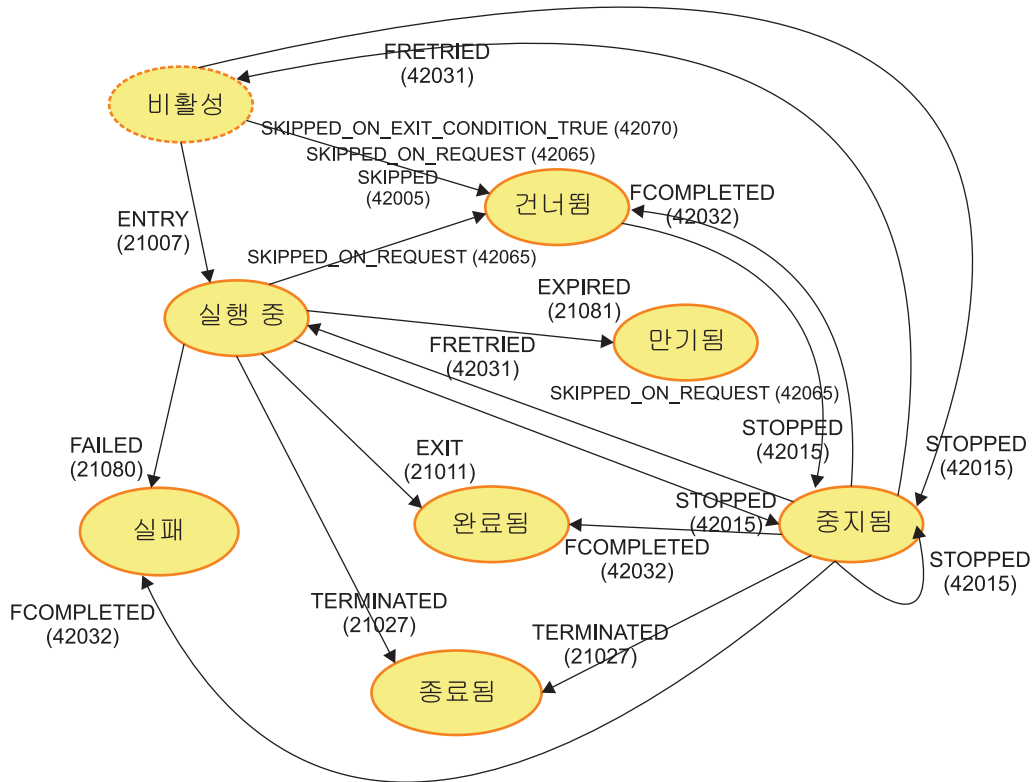 FRETRIED
(42031)
비활성
SKIPPED_ON_EXIT_CONDITION_TRUE (42070)
SKIPPED_ON_REQUEST (42065)
SKIPPED
(42005)
건너뜀
FCOMPLETED
(42032)
ENTRY
(21007)
SKIPPED_ON_REQUEST (42065)
EXPIRED
(21081)
실행 중
만기됨
FRETRIED
(42031)
SKIPPED_ON_REQUEST (42065)
STOPPED
(42015)
STOPPED
(42015)
FAILED
(21080)
EXIT
(21011)
STOPPED
(42015)
실패
완료됨
중지됨
FCOMPLETED
(42032)
STOPPED
(42015)
FCOMPLETED
(42032)
TERMINATED
(21027)
TERMINATED
(21027)
종료됨